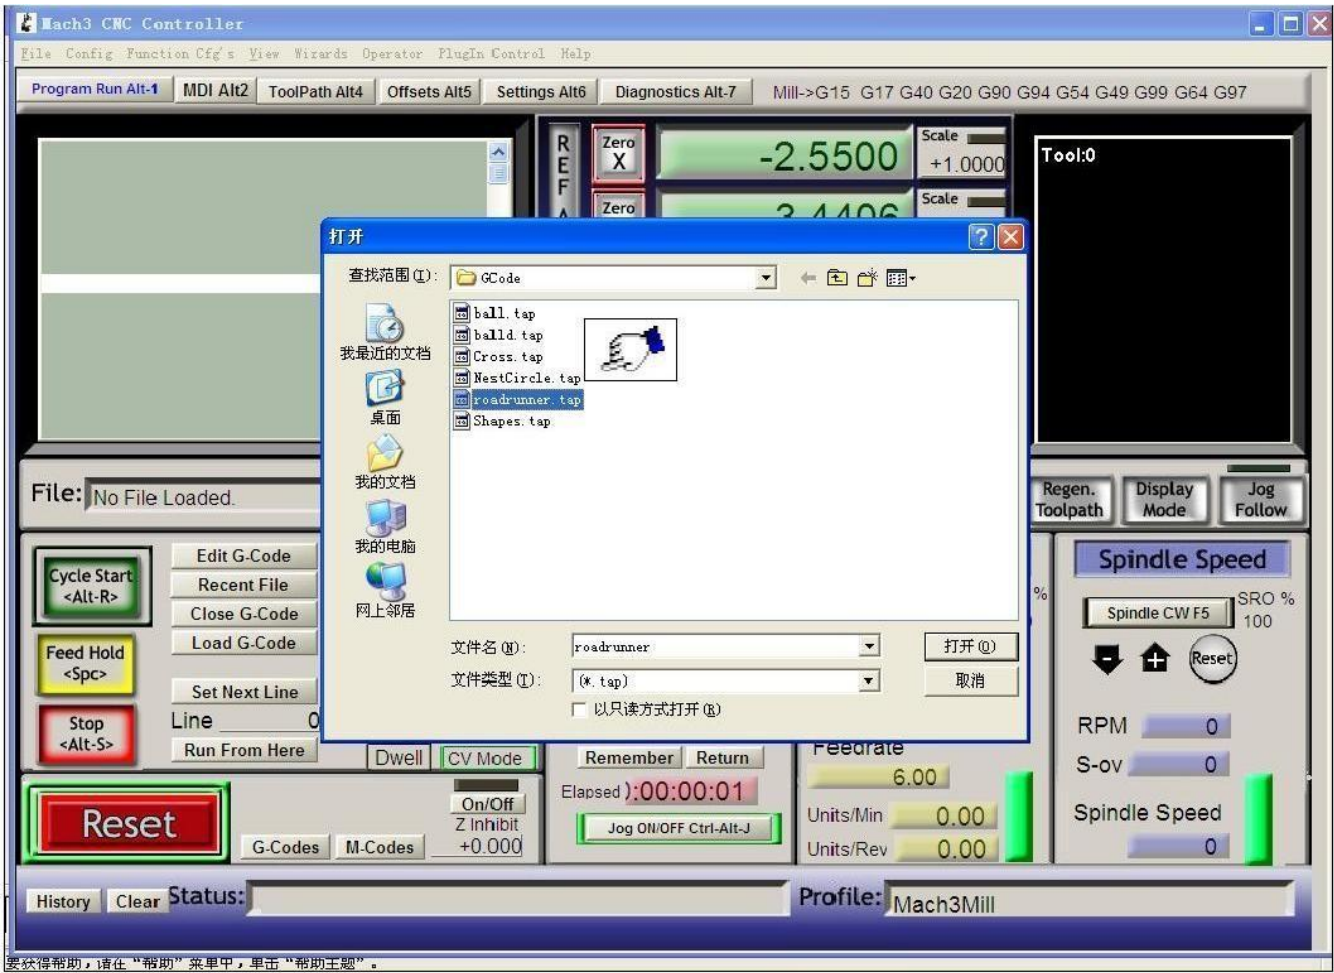 Mach3 CNC Controller
File Config Function Cfg's View Wizards Operator PlugIn Control Help
Program Run Alt-1 MDI Alt2 ToolPath Alt4 Offsets Alt5 Settings Alt6 Diagnostics Alt-7 Mill->G15 G17 G40 G20 G90 G94 G54 G49 G99 G64 G97
REF
Zero X
-2.5500
Scale
+1.0000
Tool:0
Zero
Scale
打开
查找范围(I): GCode
我最近的文档
桌面
我的文档
我的电脑
网上邻居
ball.tap
balld.tap
Cross.tap
NestCircle.tap
roadrunner.tap
Shapes.tap
文件名(N): roadrunner 打开(O)
文件类型(T): (*.tap) 取消
以只读方式打开(R)
File: No File Loaded.
Regen. Toolpath
Display Mode
Jog Follow
Cycle Start <Alt-R>
Feed Hold <Spc>
Stop <Alt-S>
Edit G-Code
Recent File
Close G-Code
Load G-Code
Set Next Line
Line 0
Run From Here
Dwell CV Mode
Reset
G-Codes M-Codes
On/Off
Z Inhibit
+0.000
Remember Return
Elapsed ):00:00:01
Jog ON/OFF Ctrl-Alt-J
%
Feedrate
6.00
Units/Min 0.00
Units/Rev 0.00
Spindle Speed
Spindle CW F5
SRO %
100
Reset
RPM 0
S-ov 0
Spindle Speed
0
History Clear Status:
Profile: Mach3Mill
要获得帮助，请在“帮助”菜单中，单击“帮助主题”。